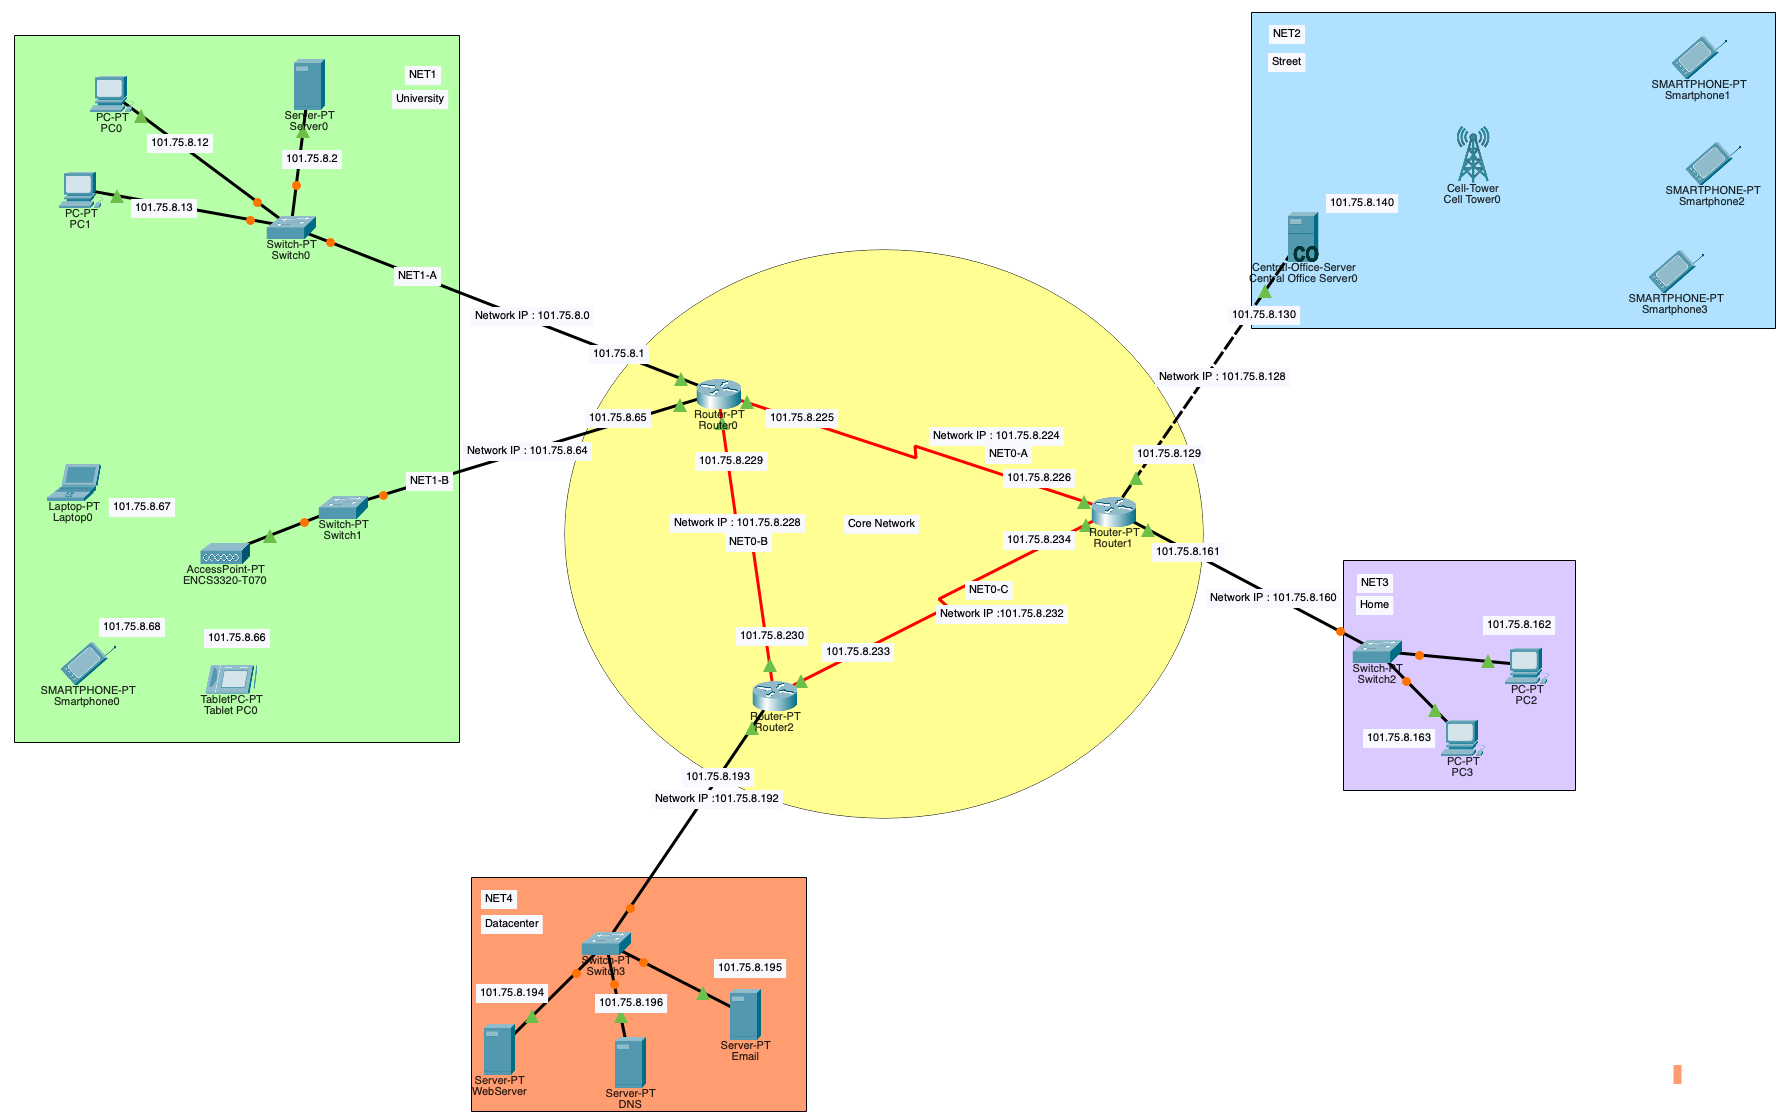 NET1
University
PC-PT
PC0
Server-PT
Server0
101.75.8.12
101.75.8.2
PC-PT
PC1
101.75.8.13
Switch-PT
Switch0
NET1-A
Network IP : 101.75.8.0
101.75.8.1
Router-PT
Router0
101.75.8.65
Network IP : 101.75.8.64
NET1-B
Laptop-PT
Laptop0
101.75.8.67
Switch-PT
Switch1
AccessPoint-PT
ENCS3320-T070
101.75.8.68
101.75.8.66
SMARTPHONE-PT
Smartphone0
TabletPC-PT
Tablet PC0
101.75.8.225
Network IP : 101.75.8.224
NET0-A
101.75.8.226
101.75.8.229
Network IP : 101.75.8.228
NET0-B
Core Network
101.75.8.234
Router-PT
Router1
NET0-C
Network IP :101.75.8.232
101.75.8.230
101.75.8.233
Router-PT
Router2
101.75.8.193
Network IP :101.75.8.192
NET2
Street
SMARTPHONE-PT
Smartphone1
Cell-Tower
Cell Tower0
SMARTPHONE-PT
Smartphone2
101.75.8.140
CO
Central-Office-Server
Central Office Server0
SMARTPHONE-PT
Smartphone3
101.75.8.130
Network IP : 101.75.8.128
101.75.8.129
101.75.8.161
Network IP : 101.75.8.160
NET3
Home
101.75.8.162
Switch-PT
Switch2
PC-PT
PC2
101.75.8.163
PC-PT
PC3
NET4
Datacenter
Switch-PT
Switch3
101.75.8.195
101.75.8.194
101.75.8.196
Server-PT
Email
Server-PT
WebServer
Server-PT
DNS